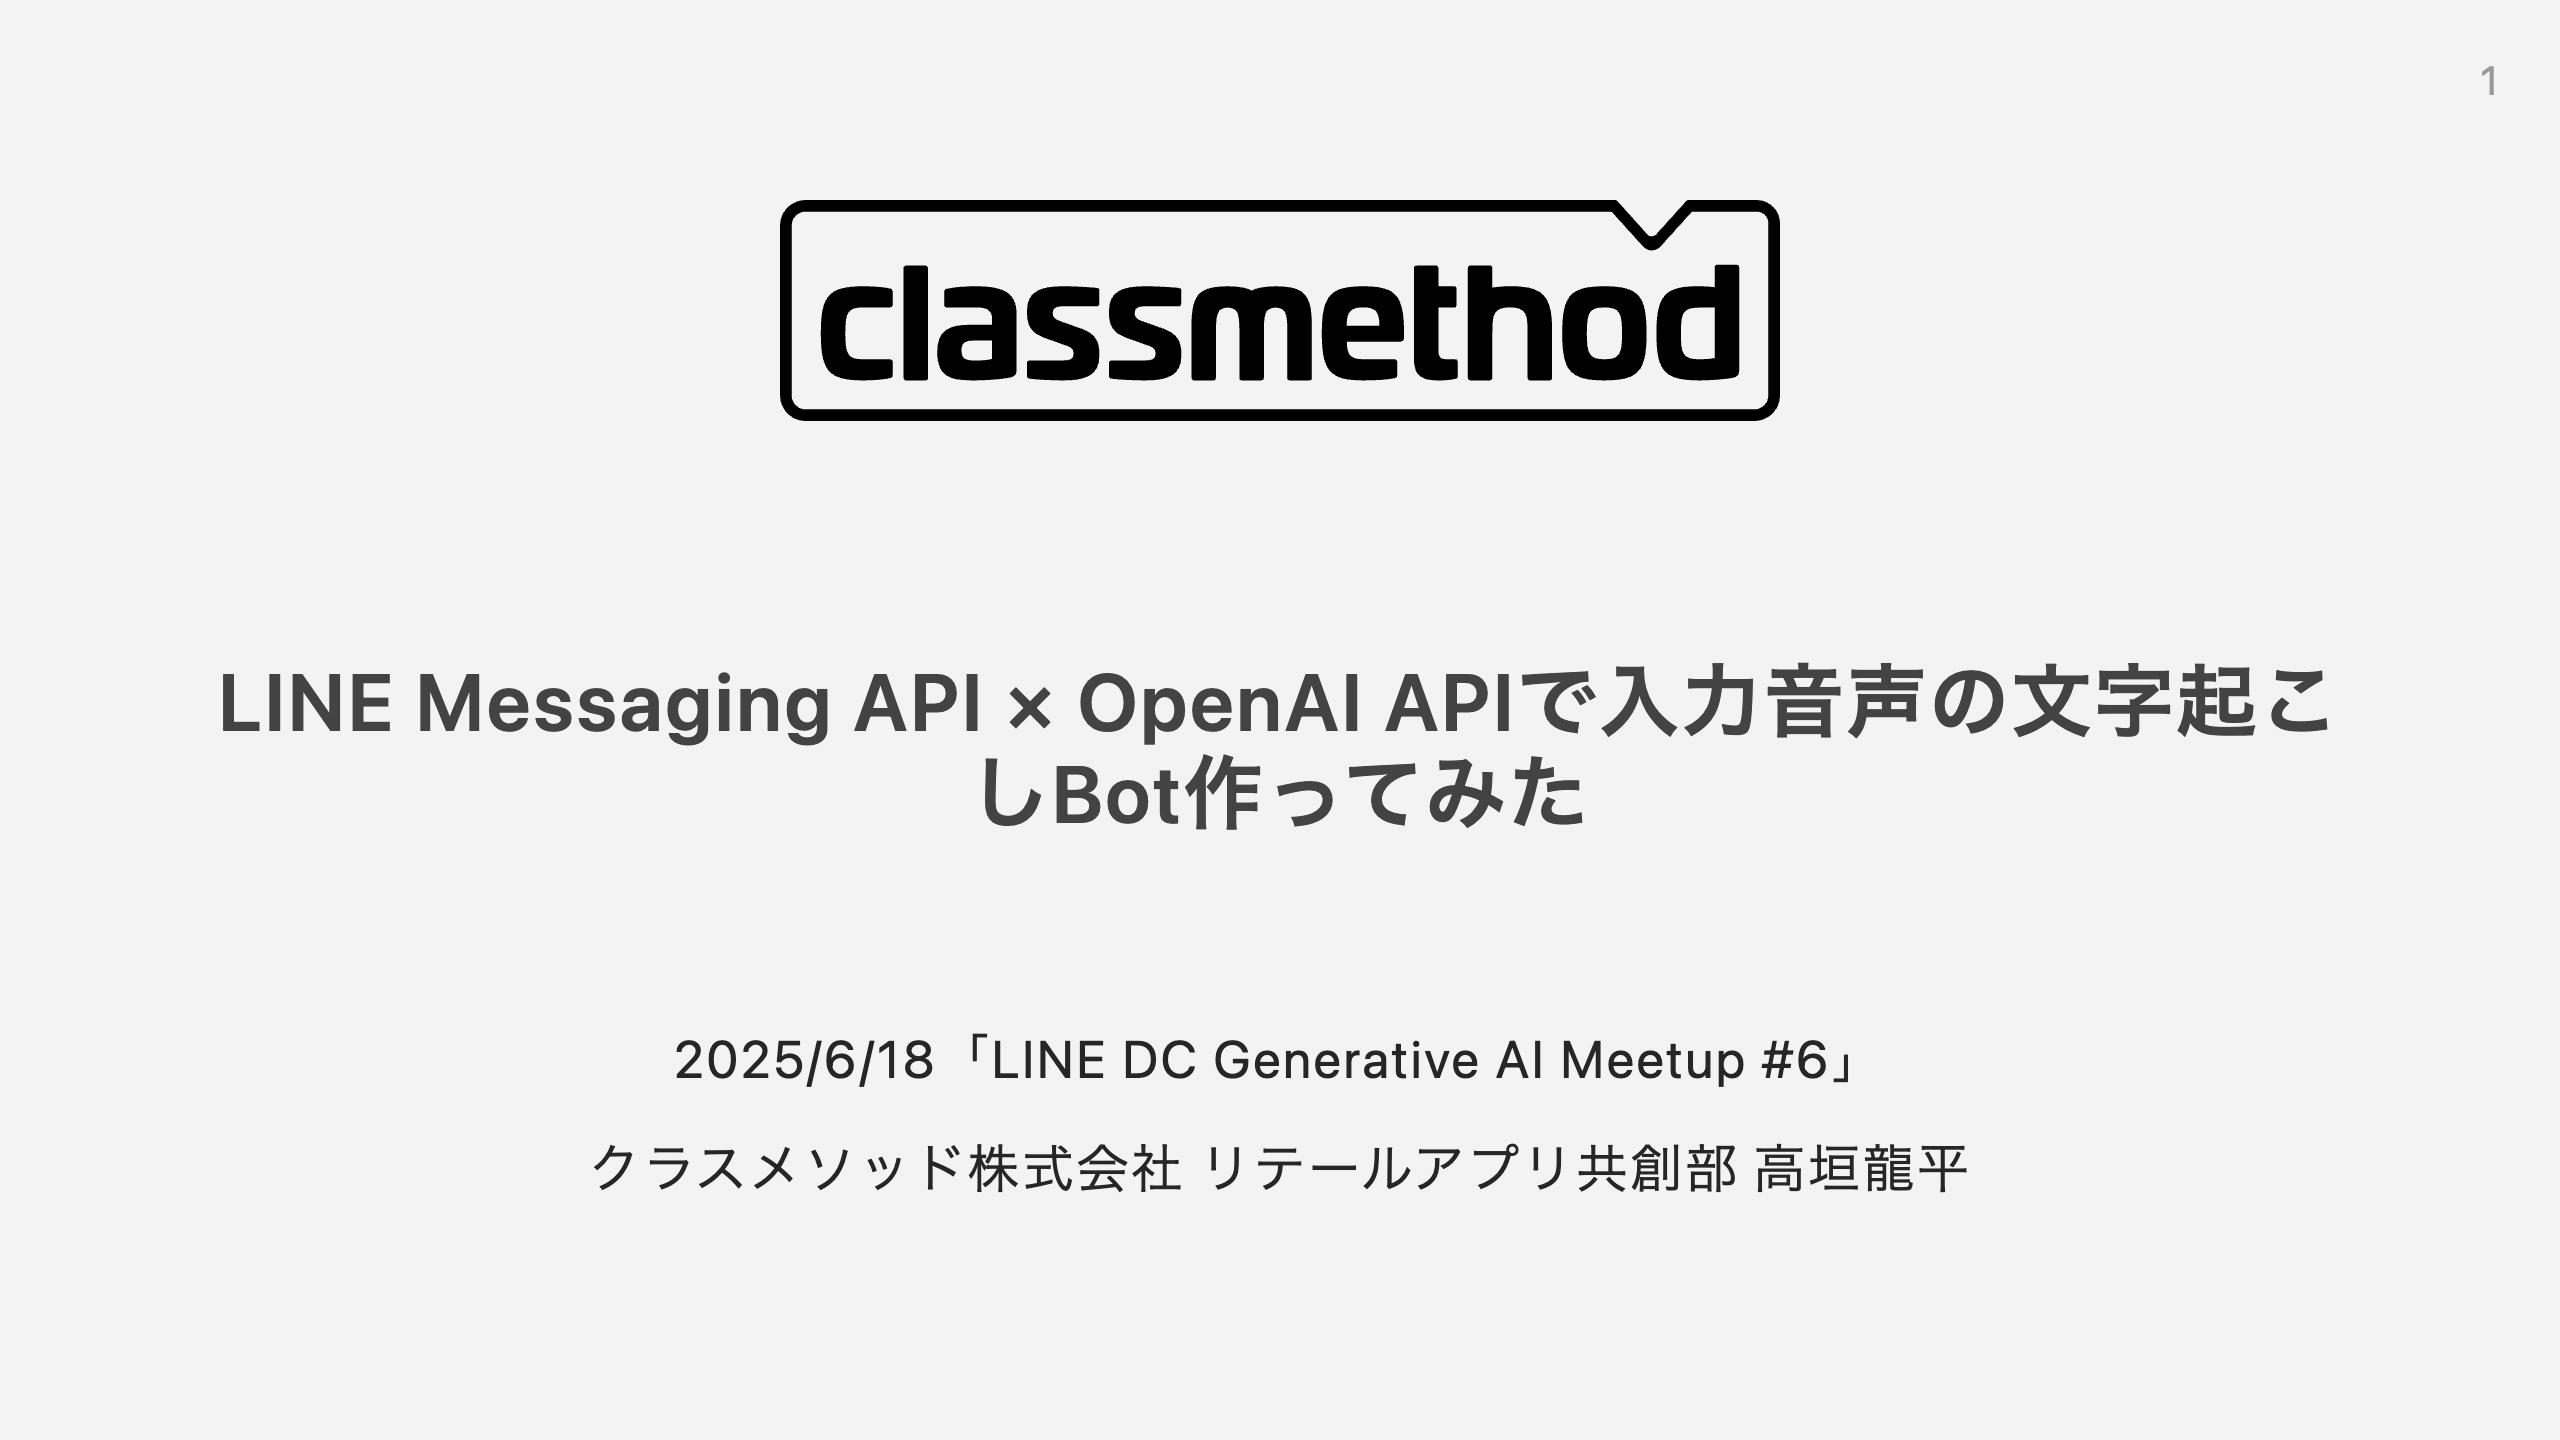 1
classmethod
LINE Messaging API × OpenAI APIで入力音声の文字起こ
しBot作ってみた
2025/6/18「LINE DC Generative AI Meetup #6」
クラスメソッド株式会社 リテールアプリ共創部 高垣龍平